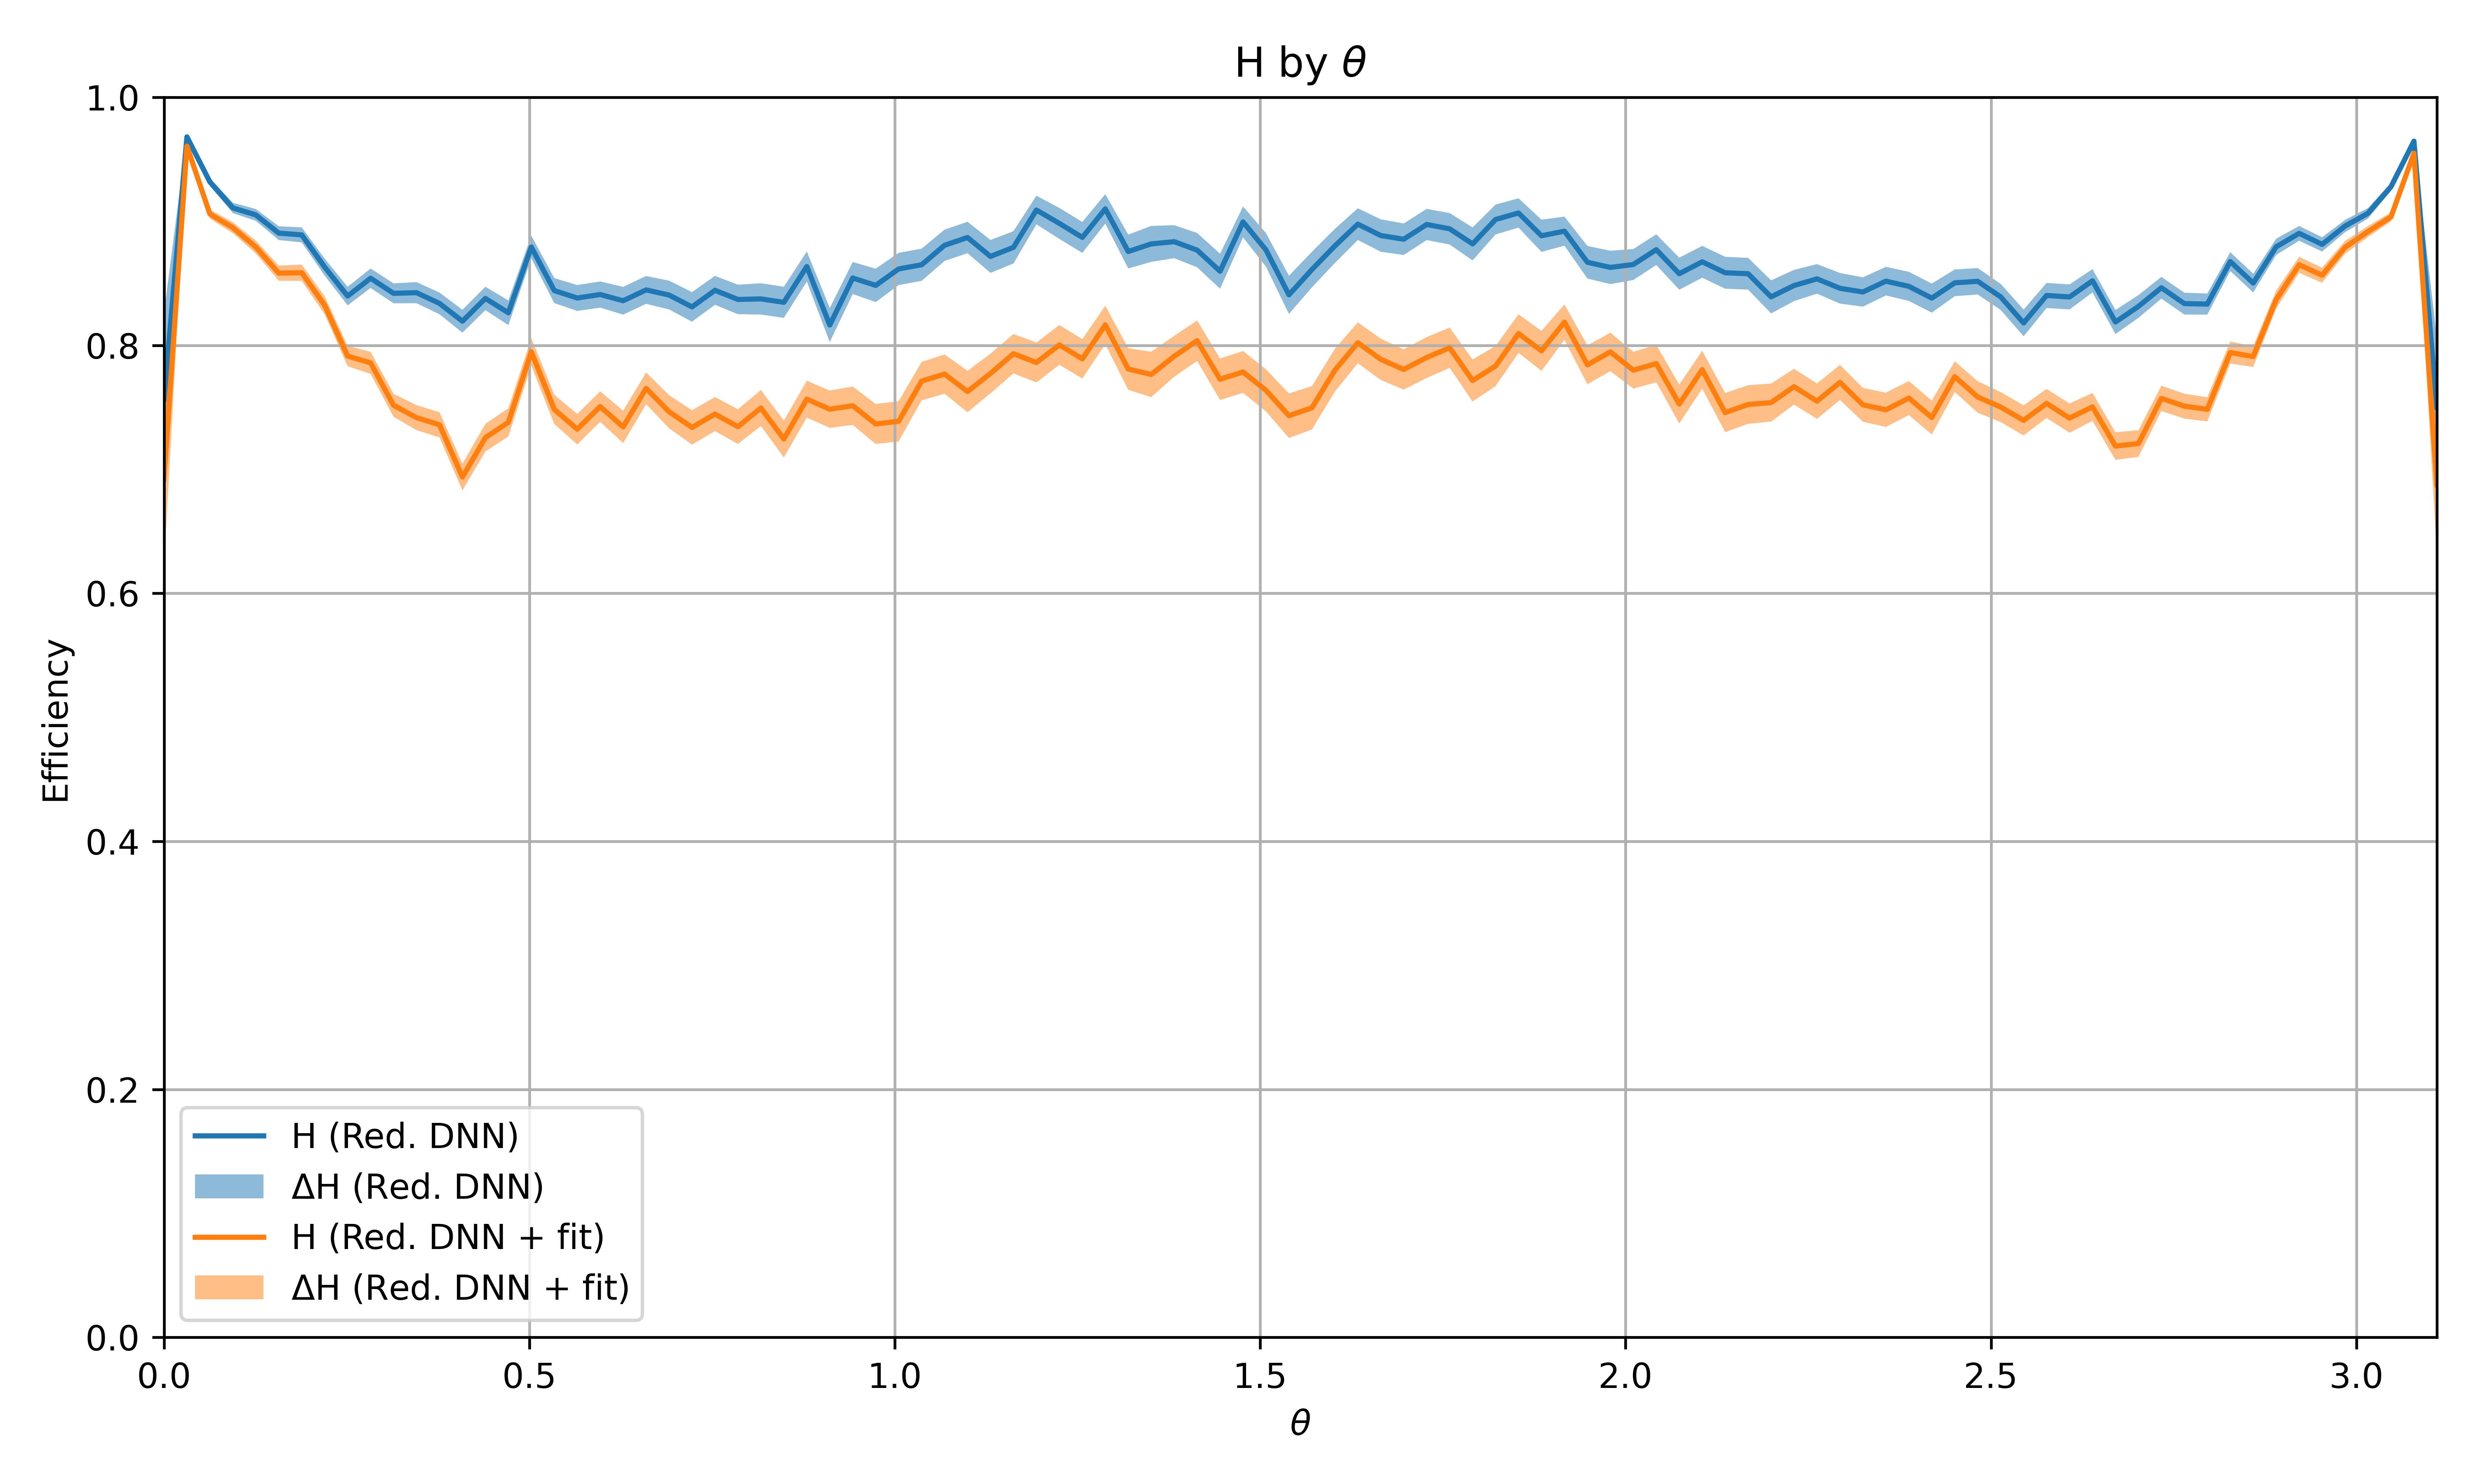 H by θ
1.0
0.8
0.6
0.4
0.2
0.0
Efficiency
H (Red. DNN)
ΔH (Red. DNN)
H (Red. DNN + fit)
ΔH (Red. DNN + fit)
0.0 0.5 1.0 1.5 2.0 2.5 3.0
θ